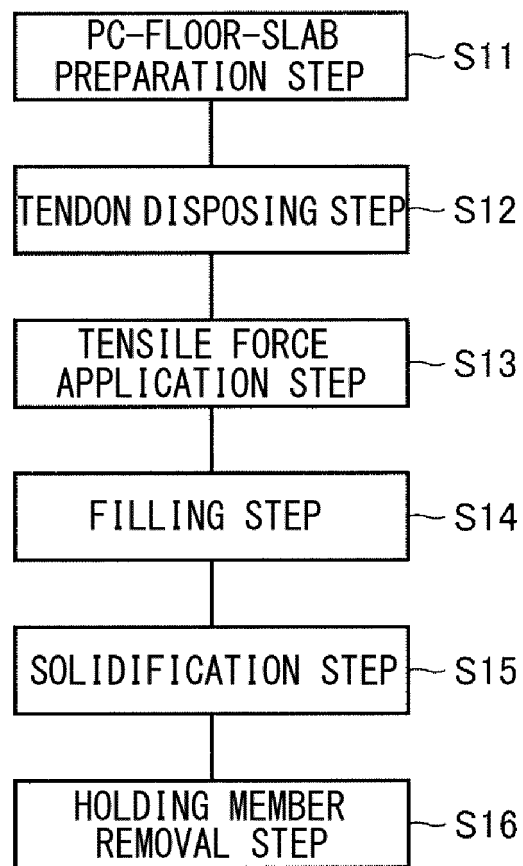 PC-FLOOR-SLAB
PREPARATION STEP
S11
TENDON DISPOSING STEP
S12
TENSILE FORCE
APPLICATION STEP
S13
FILLING STEP
S14
SOLIDIFICATION STEP
S15
HOLDING MEMBER
REMOVAL STEP
S16